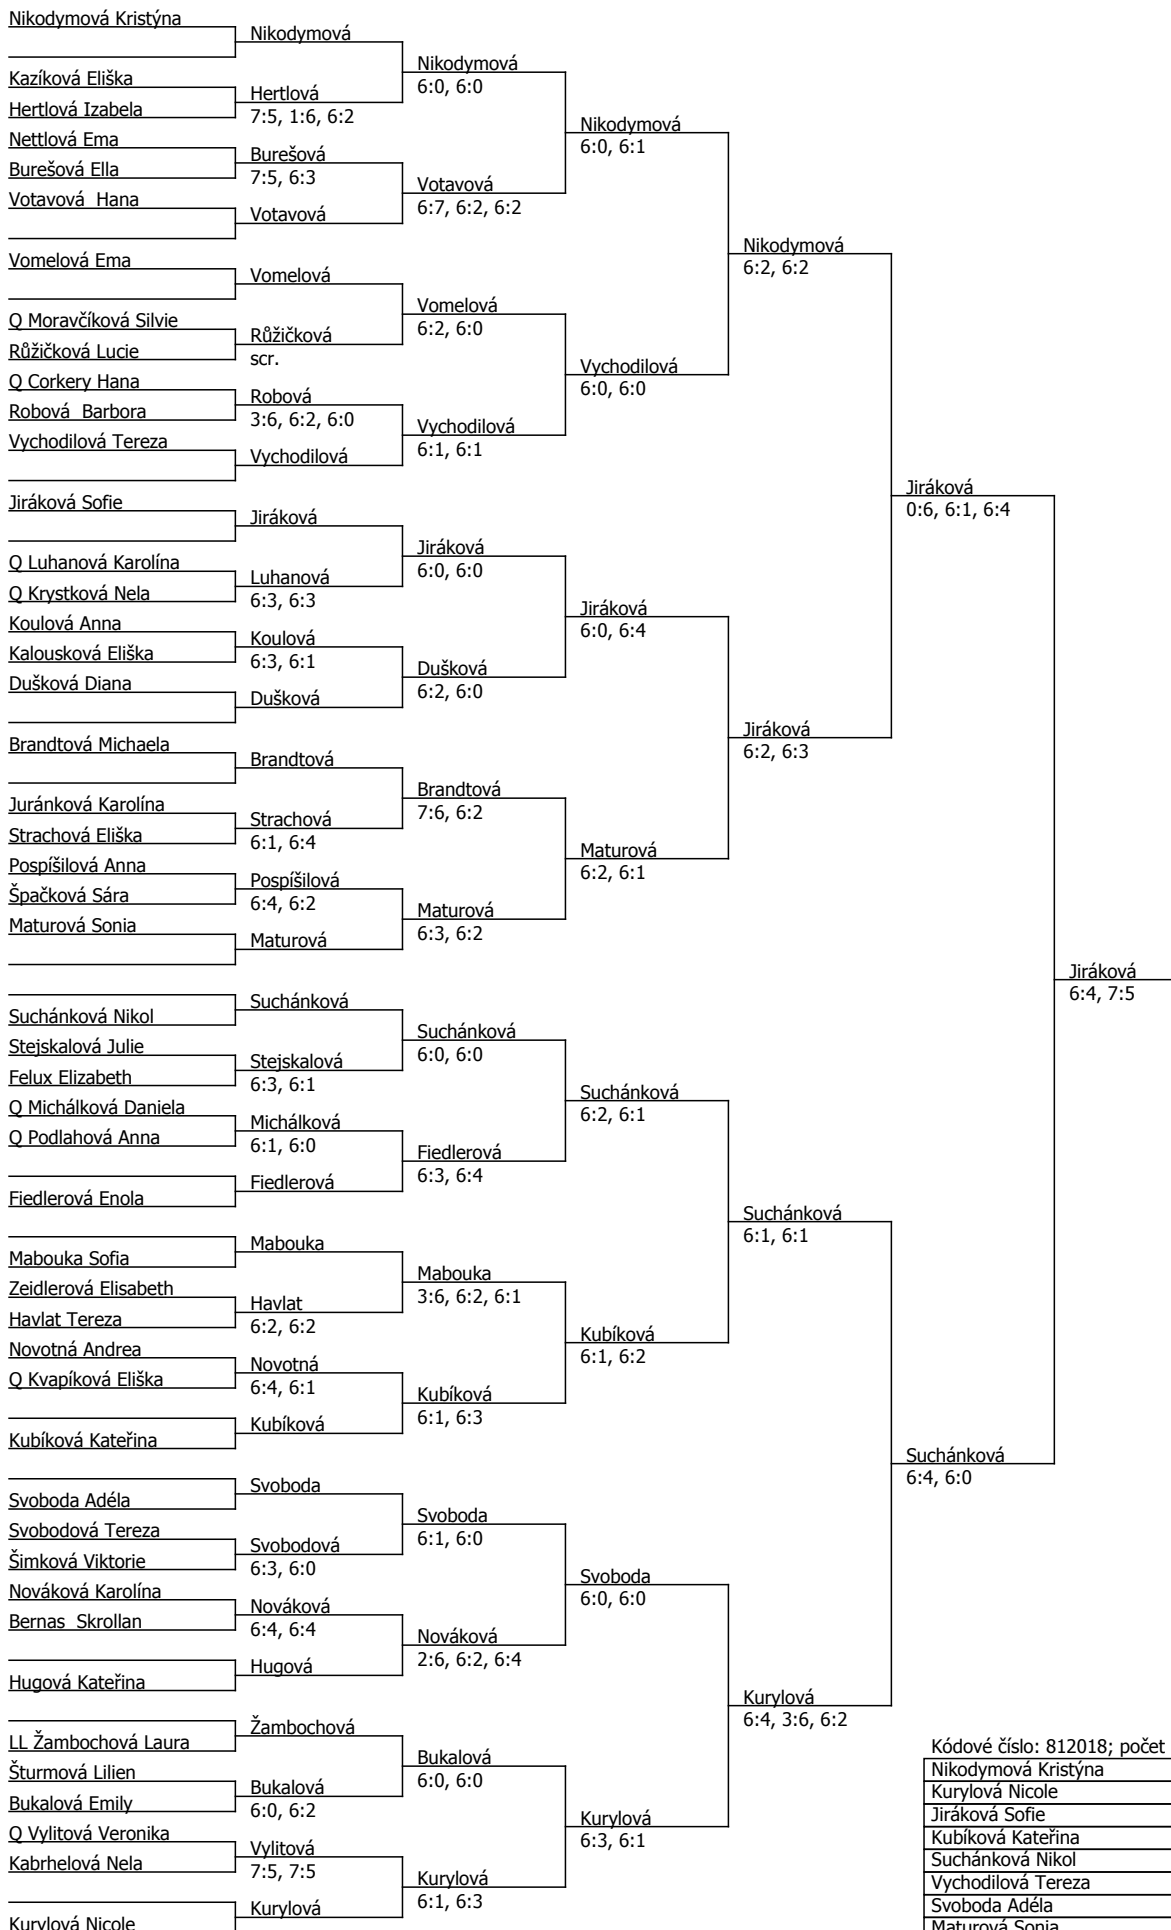 Nikodymová Kristýna
Kazíková Eliška
Hertlová Izabela
Nettlová Ema
Burešová Ella
Votavová  Hana
Vomelová Ema
Q Moravčíková Silvie
Růžičková Lucie
Q Corkery Hana
Robová  Barbora
Vychodilová Tereza
Jiráková Sofie
Q Luhanová Karolína
Q Krystková Nela
Koulová Anna
Kalousková Eliška
Dušková Diana
Brandtová Michaela
Juránková Karolína
Strachová Eliška
Pospíšilová Anna
Špačková Sára
Maturová Sonia
Suchánková Nikol
Stejskalová Julie
Felux Elizabeth
Q Michálková Daniela
Q Podlahová Anna
Fiedlerová Enola
Mabouka Sofia
Zeidlerová Elisabeth
Havlat Tereza
Novotná Andrea
Q Kvapíková Eliška
Kubíková Kateřina
Svoboda Adéla
Svobodová Tereza
Šimková Viktorie
Nováková Karolína
Bernas  Skrollan
Hugová Kateřina
LL Žambochová Laura
Šturmová Lilien
Bukalová Emily
Q Vylitová Veronika
Kabrhelová Nela
Kurylová Nicole
Nikodymová
Hertlová
7:5, 1:6, 6:2
Burešová
7:5, 6:3
Votavová
Vomelová
Růžičková
scr.
Robová
3:6, 6:2, 6:0
Vychodilová
Jiráková
Luhanová
6:3, 6:3
Koulová
6:3, 6:1
Dušková
Brandtová
Strachová
6:1, 6:4
Pospíšilová
6:4, 6:2
Maturová
Suchánková
Stejskalová
6:3, 6:1
Michálková
6:1, 6:0
Fiedlerová
Mabouka
Havlat
6:2, 6:2
Novotná
6:4, 6:1
Kubíková
Svoboda
Svobodová
6:3, 6:0
Nováková
6:4, 6:4
Hugová
Žambochová
Bukalová
6:0, 6:2
Vylitová
7:5, 7:5
Kurylová
Nikodymová
6:0, 6:0
Votavová
6:7, 6:2, 6:2
Vomelová
6:2, 6:0
Vychodilová
6:1, 6:1
Jiráková
6:0, 6:0
Dušková
6:2, 6:0
Brandtová
7:6, 6:2
Maturová
6:3, 6:2
Suchánková
6:0, 6:0
Fiedlerová
6:3, 6:4
Mabouka
3:6, 6:2, 6:1
Kubíková
6:1, 6:3
Svoboda
6:1, 6:0
Nováková
2:6, 6:2, 6:4
Bukalová
6:0, 6:0
Kurylová
6:1, 6:3
Nikodymová
6:0, 6:1
Vychodilová
6:0, 6:0
Jiráková
6:0, 6:4
Maturová
6:2, 6:1
Suchánková
6:2, 6:1
Kubíková
6:1, 6:2
Svoboda
6:0, 6:0
Kurylová
6:3, 6:1
Nikodymová
6:2, 6:2
Jiráková
6:2, 6:3
Suchánková
6:1, 6:1
Kurylová
6:4, 3:6, 6:2
Jiráková
0:6, 6:1, 6:4
Suchánková
6:4, 6:0
Jiráková
6:4, 7:5
Kódové číslo: 812018; počet
Nikodymová Kristýna
Kurylová Nicole
Jiráková Sofie
Kubíková Kateřina
Suchánková Nikol
Vychodilová Tereza
Svoboda Adéla
Maturová Sonia